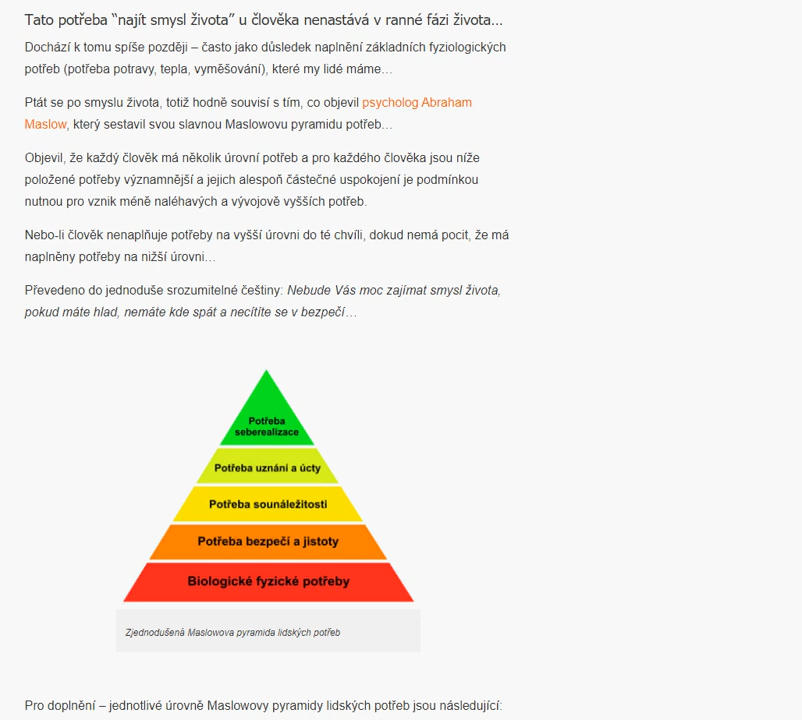 Tato potřeba “najít smysl života” u člověka nenastává v ranné fázi života…
Dochází k tomu spíše později – často jako důsledek naplnění základních fyziologických
potřeb (potřeba potravy, tepla, vyměšování), které my lidé máme…
Ptát se po smyslu života, totiž hodně souvisí s tím, co objevil psycholog Abraham
Maslow, který sestavil svou slavnou Maslowovu pyramidu potřeb…
Objevil, že každý člověk má několik úrovní potřeb a pro každého člověka jsou níže
položené potřeby významnější a jejich alespoň částečné uspokojení je podmínkou
nutnou pro vznik méně naléhavých a vývojově vyšších potřeb.
Nebo-li člověk nenaplňuje potřeby na vyšší úrovni do té chvíli, dokud nemá pocit, že má
naplněny potřeby na nižší úrovni…
Převedeno do jednoduše srozumitelné češtiny: Nebude Vás moc zajímat smysl života,
pokud máte hlad, nemáte kde spát a necítíte se v bezpečí…
Potřeba
seberealizace
Potřeba uznání a úcty
Potřeba sounáležitosti
Potřeba bezpečí a jistoty
Biologické fyzické potřeby
Zjednodušená Maslowova pyramida lidských potřeb
Pro doplnění – jednotlivé úrovně Maslowovy pyramidy lidských potřeb jsou následující: